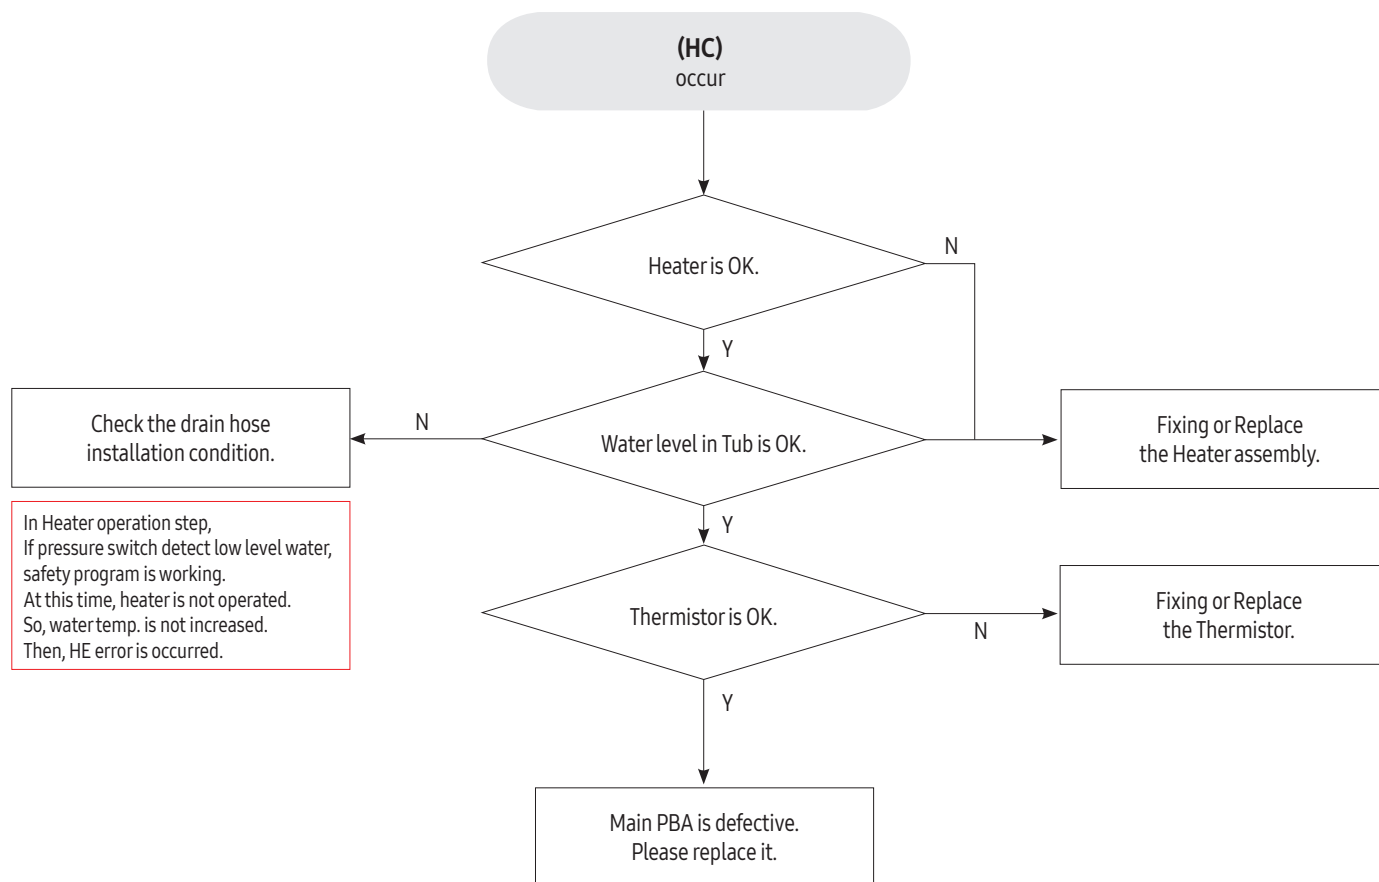 (HC)
occur
Heater is OK.
N
Y
Check the drain hose
installation condition.
N
Water level in Tub is OK.
Fixing or Replace
the Heater assembly.
In Heater operation step,
If pressure switch detect low level water,
safety program is working.
At this time, heater is not operated.
So, water temp. is not increased.
Then, HE error is occurred.
Y
Thermistor is OK.
N
Fixing or Replace
the Thermistor.
Y
Main PBA is defective.
Please replace it.